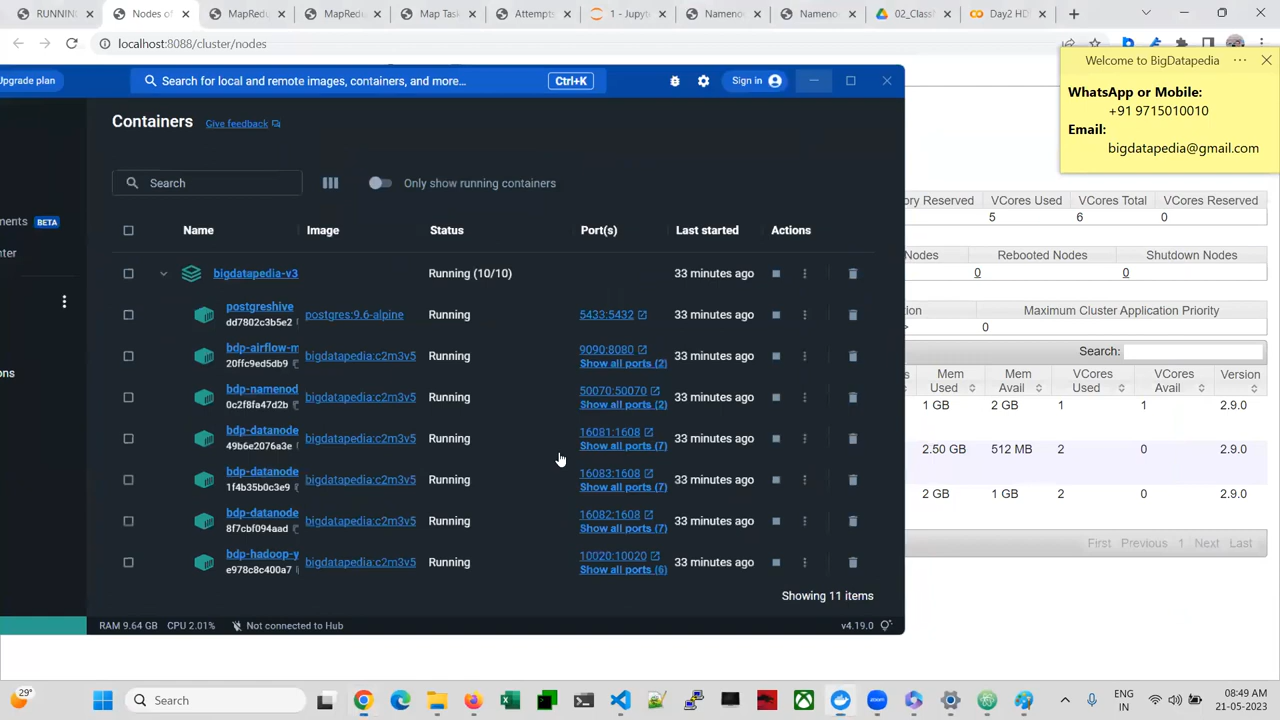 RUNNING
Nodes of
MapRedu
MapRedu
Map Task
Attempts
1 - Jupyte
Namenod
Namenod
02_Classf
Day2 HD
localhost:8088/cluster/nodes
Upgrade plan
Search for local and remote images, containers, and more...
Ctrl+K
Sign in
Welcome to BigDatapedia
WhatsApp or Mobile:
+91 9715010010
Email:
bigdatapedia@gmail.com
Containers
Give feedback
Search
Only show running containers
ments BETA
nter
ons
Name Image Status Port(s) Last started Actions
bigdatapedia-v3 Running (10/10) 33 minutes ago
postgreshive
dd7802c3b5e2
postgres:9.6-alpine Running 5433:5432 33 minutes ago
bdp-airflow-m
20ffc9ed5db9
bigdatapedia:c2m3v5 Running 9090:8080
Show all ports (2)
33 minutes ago
bdp-namenod
0c2f8fa47d2b
bigdatapedia:c2m3v5 Running 50070:50070
Show all ports (2)
33 minutes ago
bdp-datanode
49b6e2076a3e
bigdatapedia:c2m3v5 Running 16081:1608
Show all ports (7)
33 minutes ago
bdp-datanode
1f4b35b0c3e9
bigdatapedia:c2m3v5 Running 16083:1608
Show all ports (7)
33 minutes ago
bdp-datanode
8f7cbf094aad
bigdatapedia:c2m3v5 Running 16082:1608
Show all ports (7)
33 minutes ago
bdp-hadoop-y
e978c8c400a7
bigdatapedia:c2m3v5 Running 10020:10020
Show all ports (6)
33 minutes ago
Showing 11 items
RAM 9.64 GB CPU 2.01% Not connected to Hub
v4.19.0
ory Reserved VCores Used VCores Total VCores Reserved
5 6 0
Nodes Rebooted Nodes Shutdown Nodes
0 0
tion Maximum Cluster Application Priority
> 0
Search:
Mem Used Mem Avail VCores Used VCores Avail Version
1 GB 2 GB 1 1 2.9.0
2.50 GB 512 MB 2 0 2.9.0
2 GB 1 GB 2 0 2.9.0
First Previous 1 Next Last
29°
Search
ENG
IN
08:49 AM
21-05-2023